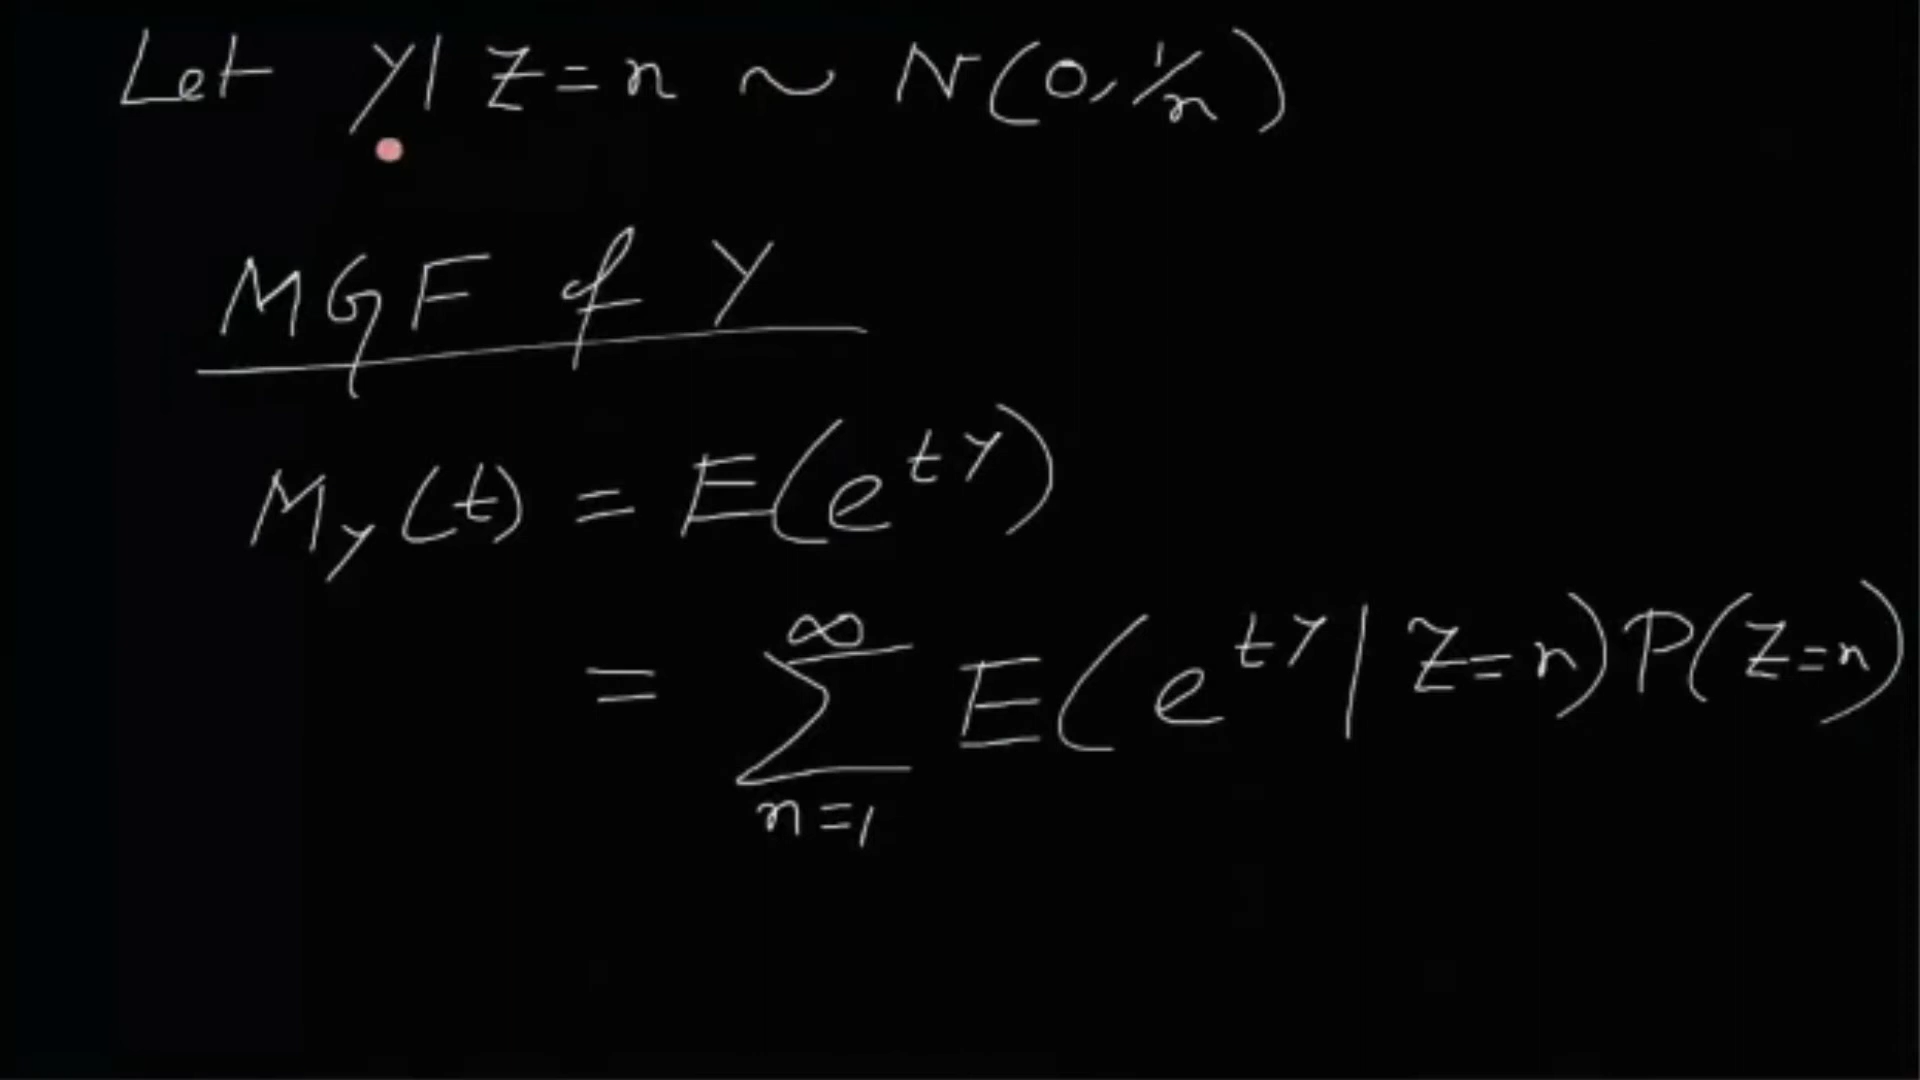 Let Y| Z=n ~ N(0, 1/n)
MGF of Y
M_Y(t) = E(e^{tY})
= ∑_{n=1}^{∞} E(e^{tY}| Z=n)P(Z=n)